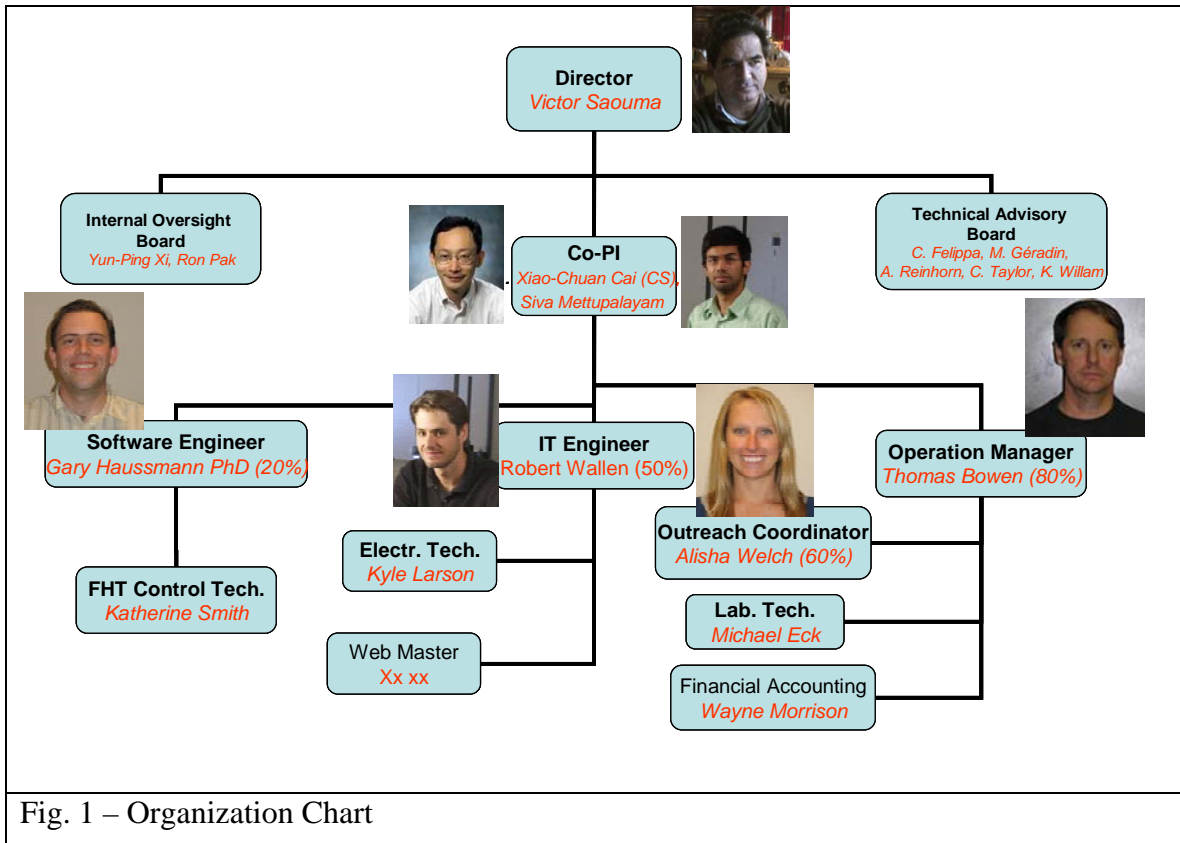 Director
Victor Saouma
Internal Oversight
Board
Yun-Ping Xi, Ron Pak
Co-PI
. Xiao-Chuan Cai (CS),
Siva Mettupalayam
Technical Advisory
Board
C. Felippa, M. Géradin,
A. Reinhorn, C. Taylor, K. Willam
Software Engineer
Gary Haussmann PhD (20%)
IT Engineer
Robert Wallen (50%)
Operation Manager
Thomas Bowen (80%)
FHT Control Tech.
Katherine Smith
Electr. Tech.
Kyle Larson
Web Master
Xx xx
Outreach Coordinator
Alisha Welch (60%)
Lab. Tech.
Michael Eck
Financial Accounting
Wayne Morrison
Fig. 1 – Organization Chart